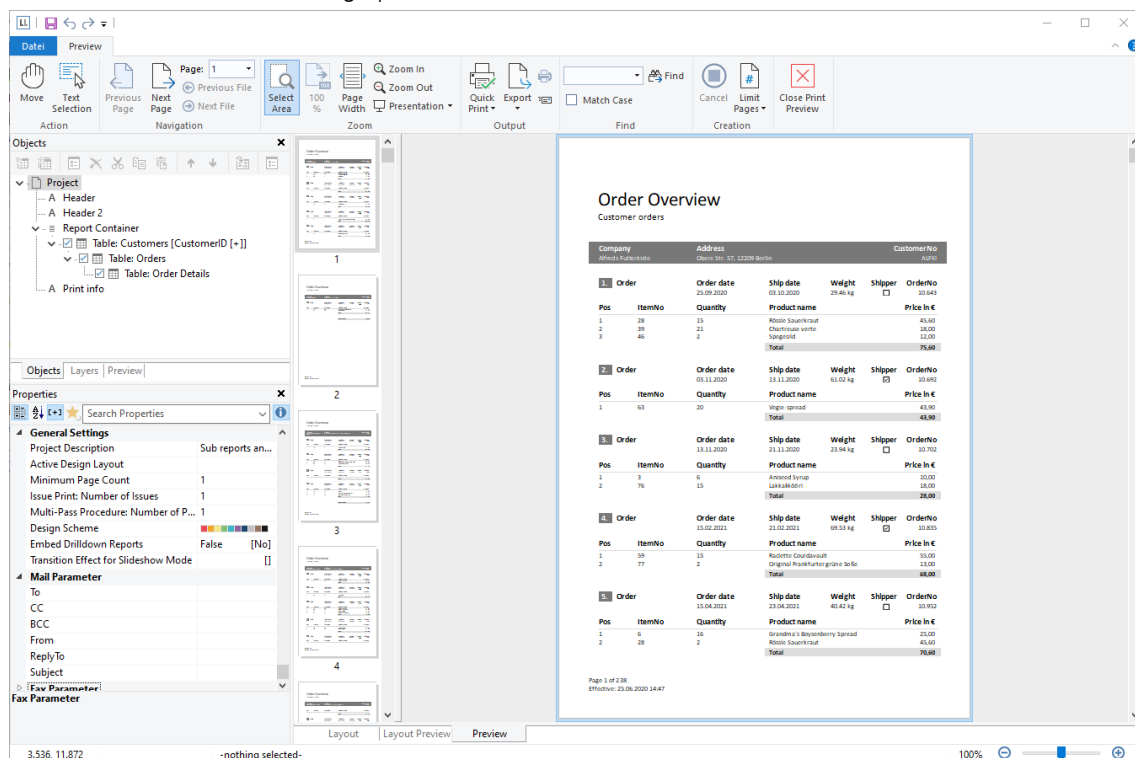 LL
Datei Preview
Move Text Selection Previous Page Next Page Page: 1 Previous File Next File Select Area 100 % Page Width Zoom In Zoom Out Presentation Quick Print Export Find Match Case Cancel Limit Pages Close Print Preview
Action Navigation Zoom Output Find Creation
Objects
Project
A Header
A Header 2
Report Container
Table: Customers [CustomerID [+]]
Table: Orders
Table: Order Details
A Print info
Objects Layers Preview
Properties
Search Properties
General Settings
Project Description Sub reports an...
Active Design Layout
Minimum Page Count 1
Issue Print: Number of Issues 1
Multi-Pass Procedure: Number of P... 1
Design Scheme
Embed Drilldown Reports False [No]
Transition Effect for Slideshow Mode []
Mail Parameter
To
CC
BCC
From
ReplyTo
Subject
Fax Parameter
Fax Parameter
1
2
3
4
Order Overview
Customer orders
Company Address CustomerNo
Alfreds Futterkiste Obere Str. 57, 12209 Berlin ALFKI
1. Order Order date Ship date Weight Shipper OrderNo
25.09.2020 03.10.2020 29.46 kg 10.643
Pos ItemNo Quantity Product name Price in €
1 28 15 Rössle Sauerkraut 45,60
2 39 21 Chartreuse verte 18,00
3 46 2 Spegesild 12,00
Total 75,60
2. Order Order date Ship date Weight Shipper OrderNo
03.11.2020 13.11.2020 61.02 kg 10.692
Pos ItemNo Quantity Product name Price in €
1 63 20 Vegie-spread 43,90
Total 43,90
3. Order Order date Ship date Weight Shipper OrderNo
13.11.2020 21.11.2020 23.94 kg 10.702
Pos ItemNo Quantity Product name Price in €
1 3 6 Aniseed Syrup 10,00
2 76 15 Lakkalikööri 18,00
Total 28,00
4. Order Order date Ship date Weight Shipper OrderNo
15.02.2021 21.02.2021 69.53 kg 10.835
Pos ItemNo Quantity Product name Price in €
1 59 15 Raclette Courdavault 55,00
2 77 2 Original Frankfurter grüne Soße 13,00
Total 68,00
5. Order Order date Ship date Weight Shipper OrderNo
15.04.2021 23.04.2021 40.42 kg 10.952
Pos ItemNo Quantity Product name Price in €
1 6 16 Grandma's Boysenberry Spread 25,00
2 28 2 Rössle Sauerkraut 45,60
Total 70,60
Page 1 of 238
Effective: 25.06.2020 14:47
Layout Layout Preview Preview
3.536, 11.872 -nothing selected- 100%